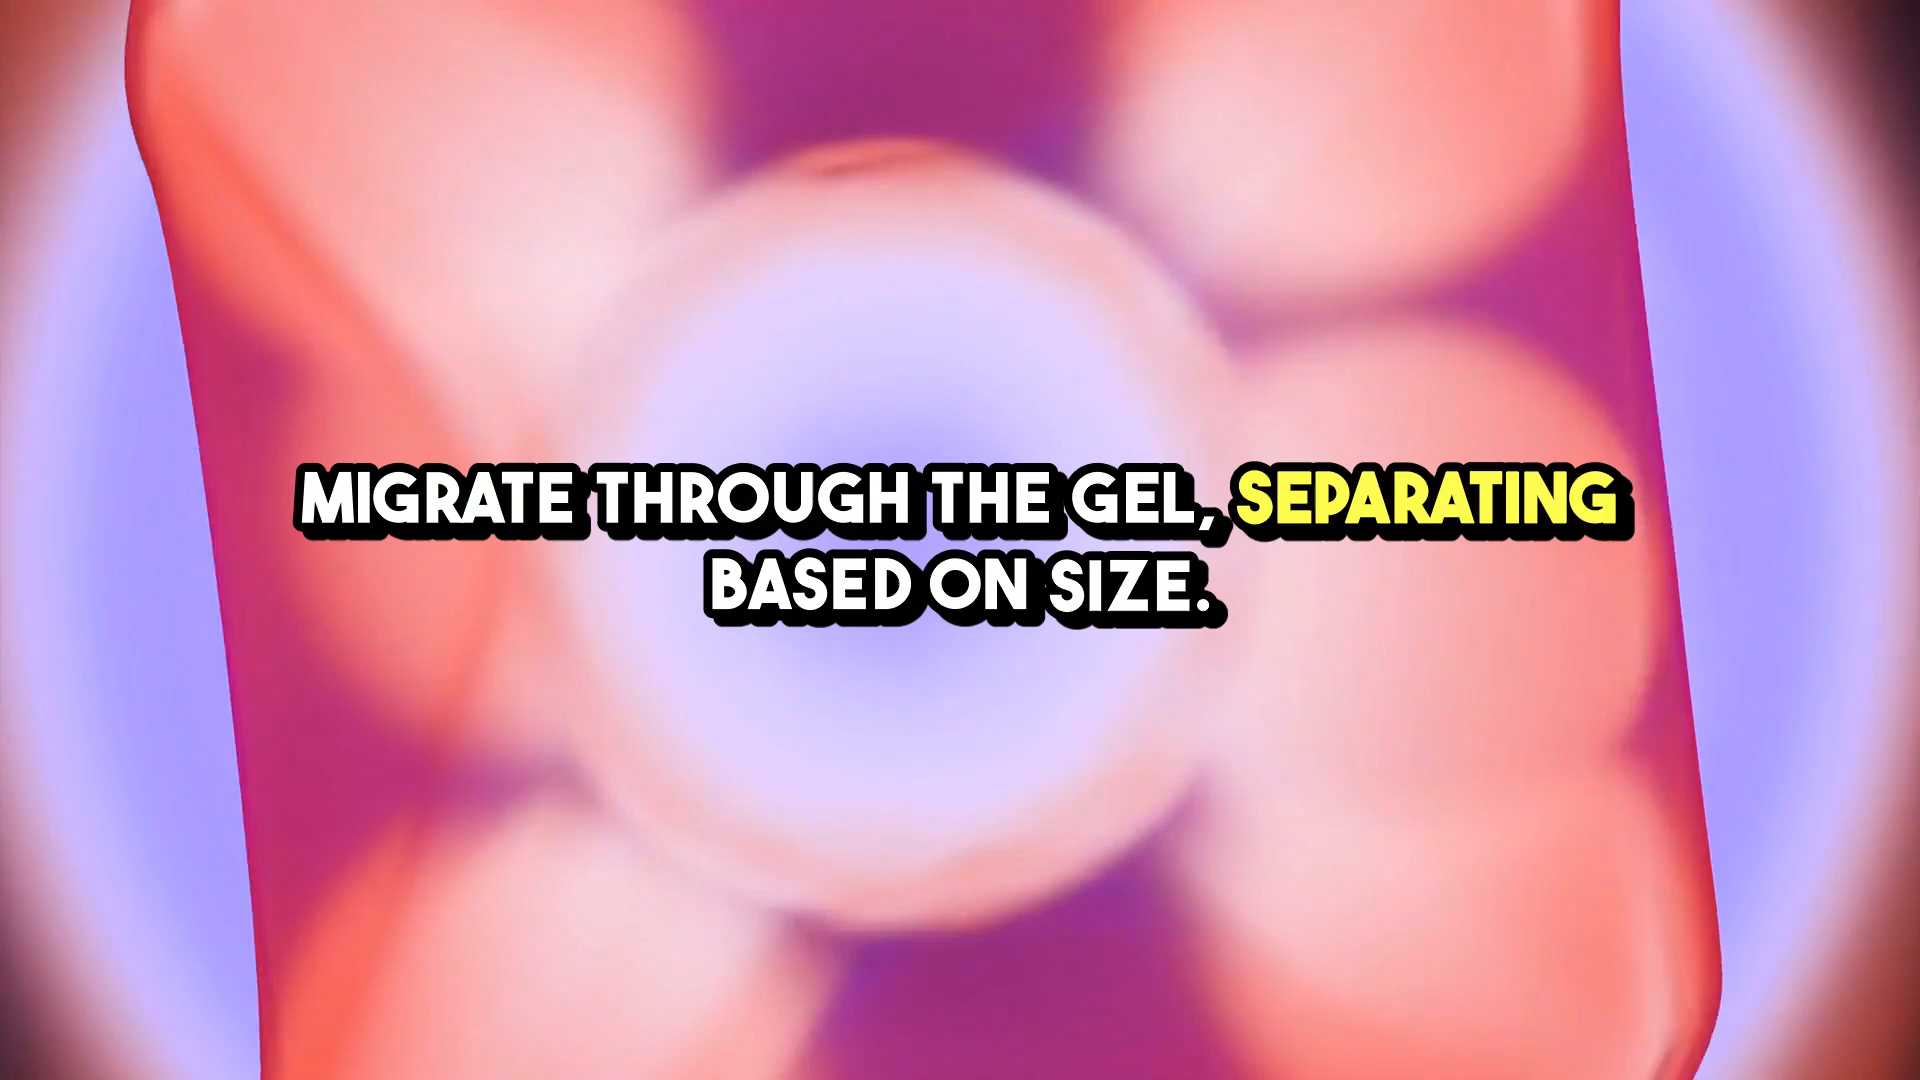 MIGRATE THROUGH THE GEL, SEPARATING
BASED ON SIZE.